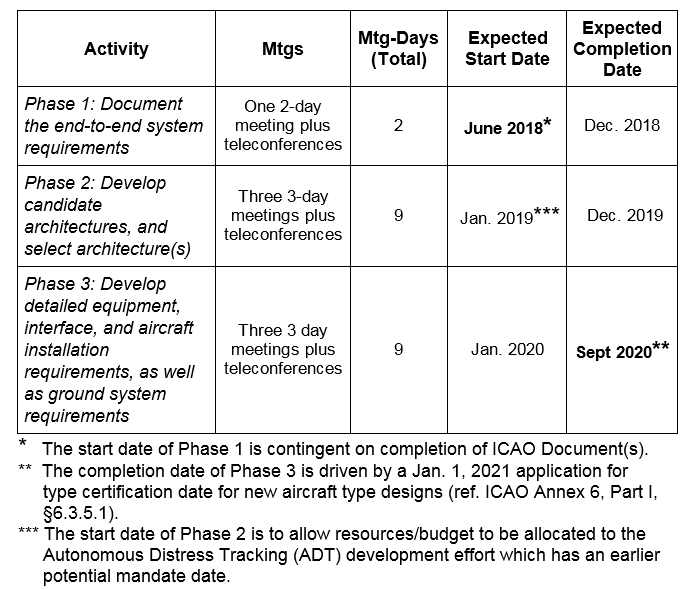 Activity
Mtgs
Mtg-Days
(Total)
Expected
Start Date
Expected
Completion
Date
Phase 1: Document
the end-to-end system
requirements
One 2-day
meeting plus
teleconferences
2
June 2018*
Dec. 2018
Phase 2: Develop
candidate
architectures, and
select architecture(s)
Three 3-day
meetings plus
teleconferences
9
Jan. 2019***
Dec. 2019
Phase 3: Develop
detailed equipment,
interface, and aircraft
installation
requirements, as well
as ground system
requirements
Three 3 day
meetings plus
teleconferences
9
Jan. 2020
Sept 2020**
* The start date of Phase 1 is contingent on completion of ICAO Document(s).
** The completion date of Phase 3 is driven by a Jan. 1, 2021 application for
type certification date for new aircraft type designs (ref. ICAO Annex 6, Part I,
§6.3.5.1).
*** The start date of Phase 2 is to allow resources/budget to be allocated to the
Autonomous Distress Tracking (ADT) development effort which has an earlier
potential mandate date.